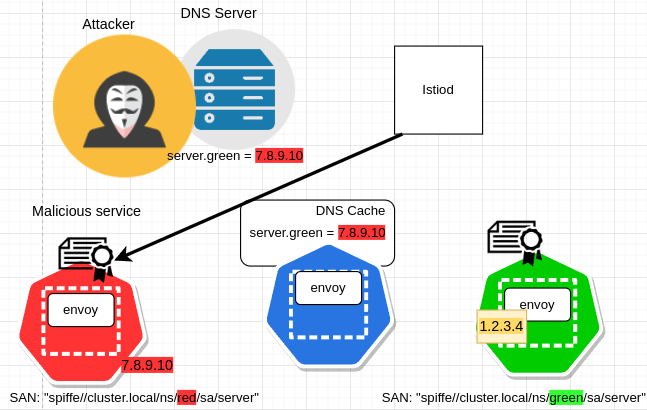 DNS Server
Attacker
Istiod
server.green = 7.8.9.10
Malicious service
DNS Cache
server.green = 7.8.9.10
envoy
envoy
envoy
1.2.3.4
7.8.9.10
SAN: "spiffe//cluster.local/ns/red/sa/server"
SAN: "spiffe//cluster.local/ns/green/sa/server"